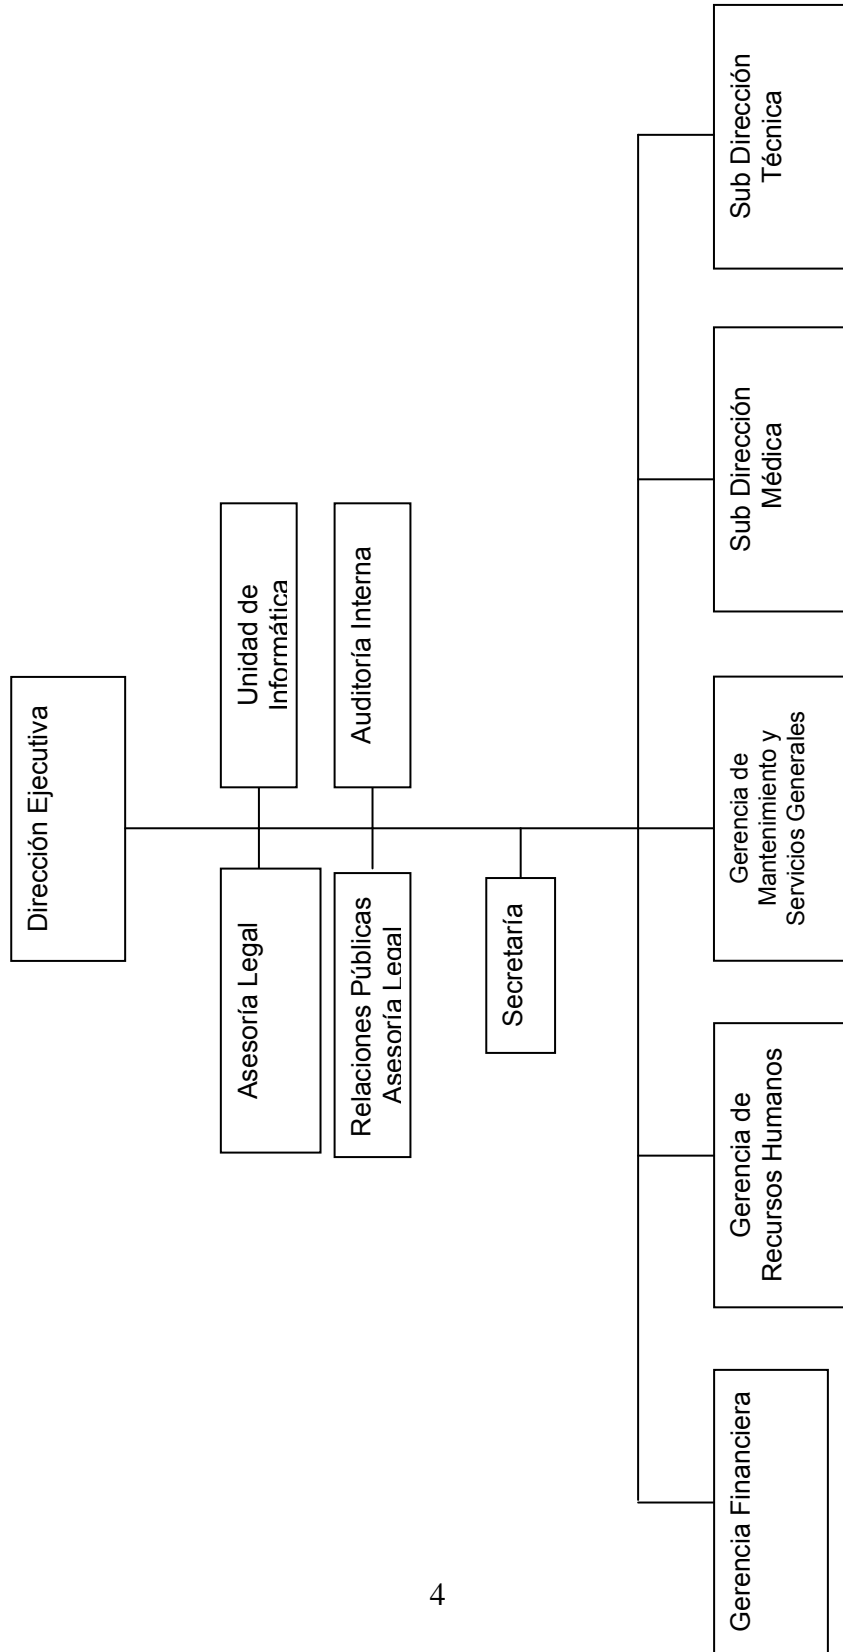 Dirección Ejecutiva
Asesoría Legal
Unidad de
Informática
Relaciones Públicas
Asesoría Legal
Auditoría Interna
Secretaría
Gerencia Financiera
Gerencia de
Recursos Humanos
Gerencia de
Mantenimiento y
Servicios Generales
Sub Dirección
Médica
Sub Dirección
Técnica
4